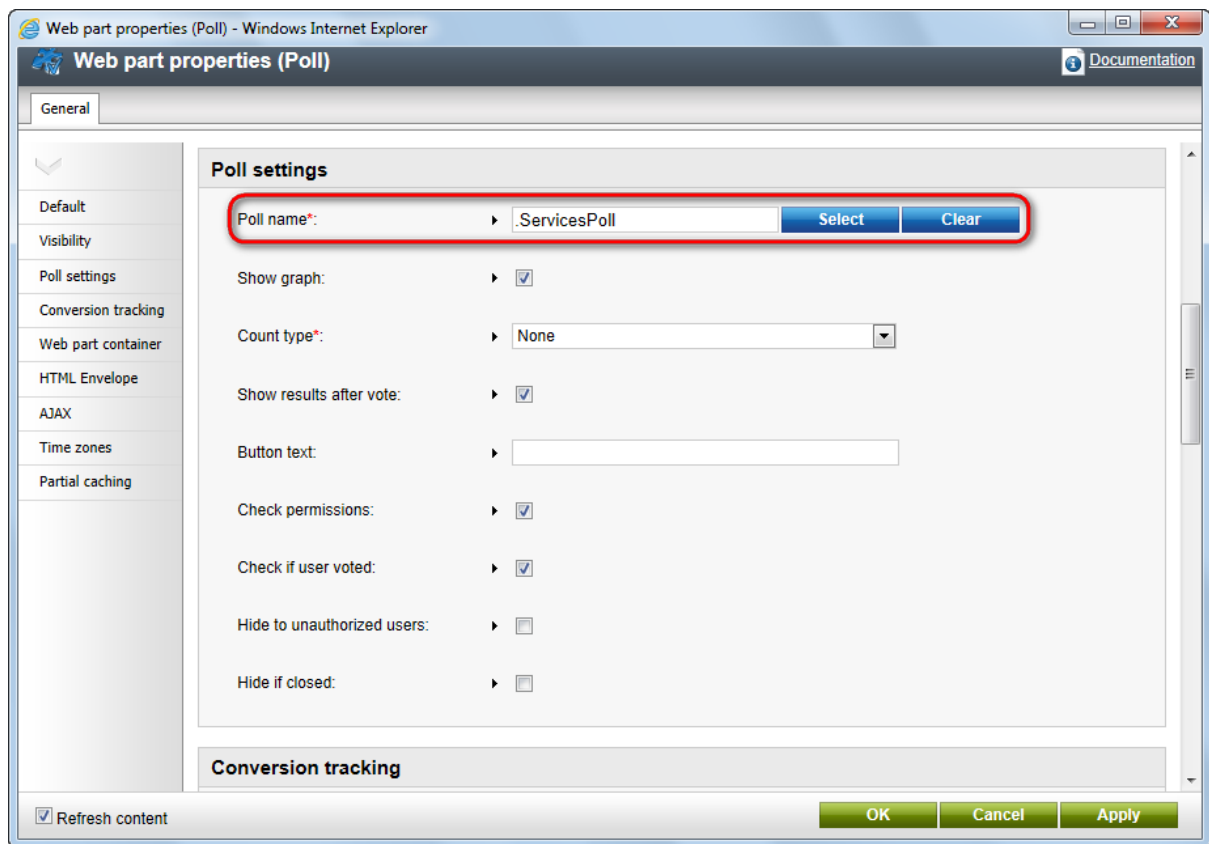 Web part properties (Poll) - Windows Internet Explorer
Web part properties (Poll)
Documentation
General
Default
Visibility
Poll settings
Conversion tracking
Web part container
HTML Envelope
AJAX
Time zones
Partial caching
Poll settings
Poll name*: .ServicesPoll Select Clear
Show graph:
Count type*: None
Show results after vote:
Button text:
Check permissions:
Check if user voted:
Hide to unauthorized users:
Hide if closed:
Conversion tracking
Refresh content OK Cancel Apply